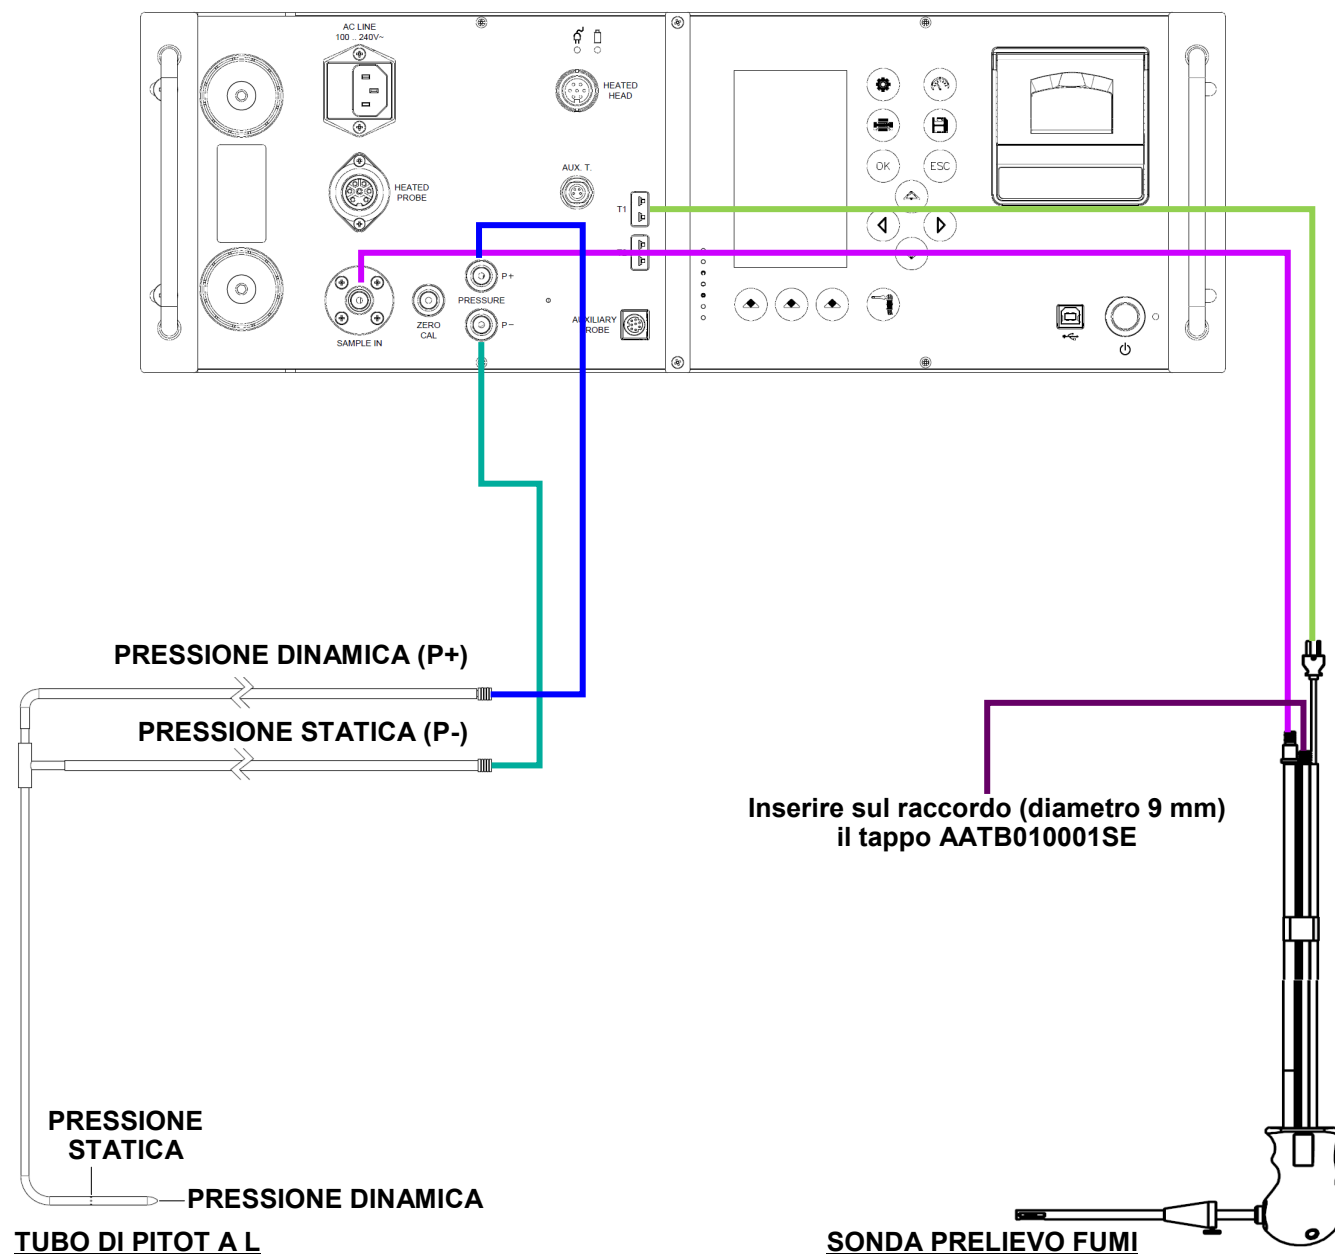 AC LINE
100 .. 240V~
HEATED
HEAD
HEATED
PROBE
AUX. T.
T1
OK
ESC
P+
PRESSURE
P−
ZERO
CAL
SAMPLE IN
PROBE
PRESSIONE DINAMICA (P+)
PRESSIONE STATICA (P-)
Inserire sul raccordo (diametro 9 mm)
il tappo AATB010001SE
PRESSIONE
STATICA
PRESSIONE DINAMICA
TUBO DI PITOT A L
SONDA PRELIEVO FUMI